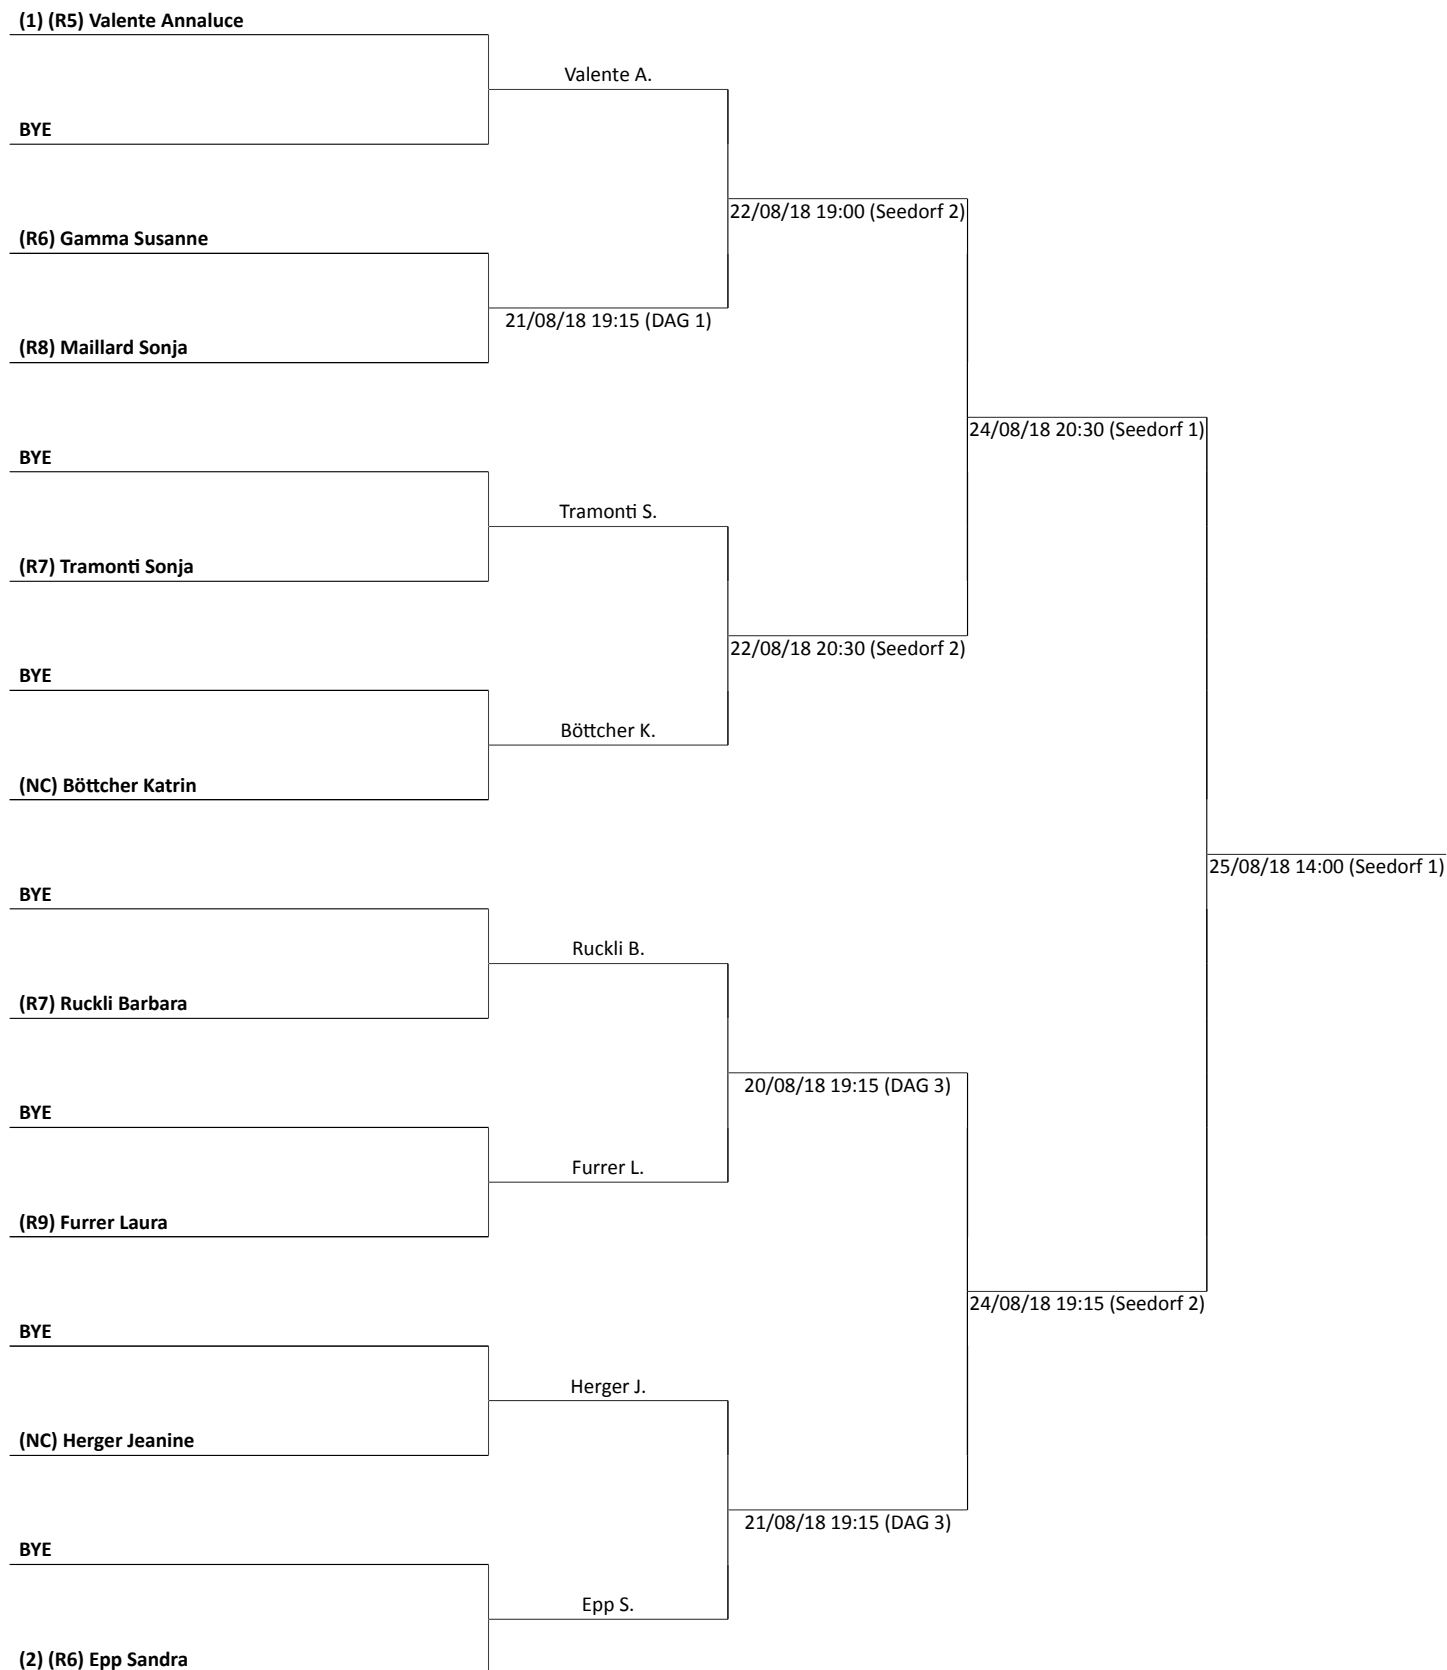 (1) (R5) Valente Annaluce
Valente A.
BYE
22/08/18 19:00 (Seedorf 2)
(R6) Gamma Susanne
21/08/18 19:15 (DAG 1)
(R8) Maillard Sonja
24/08/18 20:30 (Seedorf 1)
BYE
Tramonti S.
(R7) Tramonti Sonja
22/08/18 20:30 (Seedorf 2)
BYE
Böttcher K.
(NC) Böttcher Katrin
25/08/18 14:00 (Seedorf 1)
BYE
Ruckli B.
(R7) Ruckli Barbara
20/08/18 19:15 (DAG 3)
BYE
Furrer L.
(R9) Furrer Laura
24/08/18 19:15 (Seedorf 2)
BYE
Herger J.
(NC) Herger Jeanine
21/08/18 19:15 (DAG 3)
BYE
Epp S.
(2) (R6) Epp Sandra